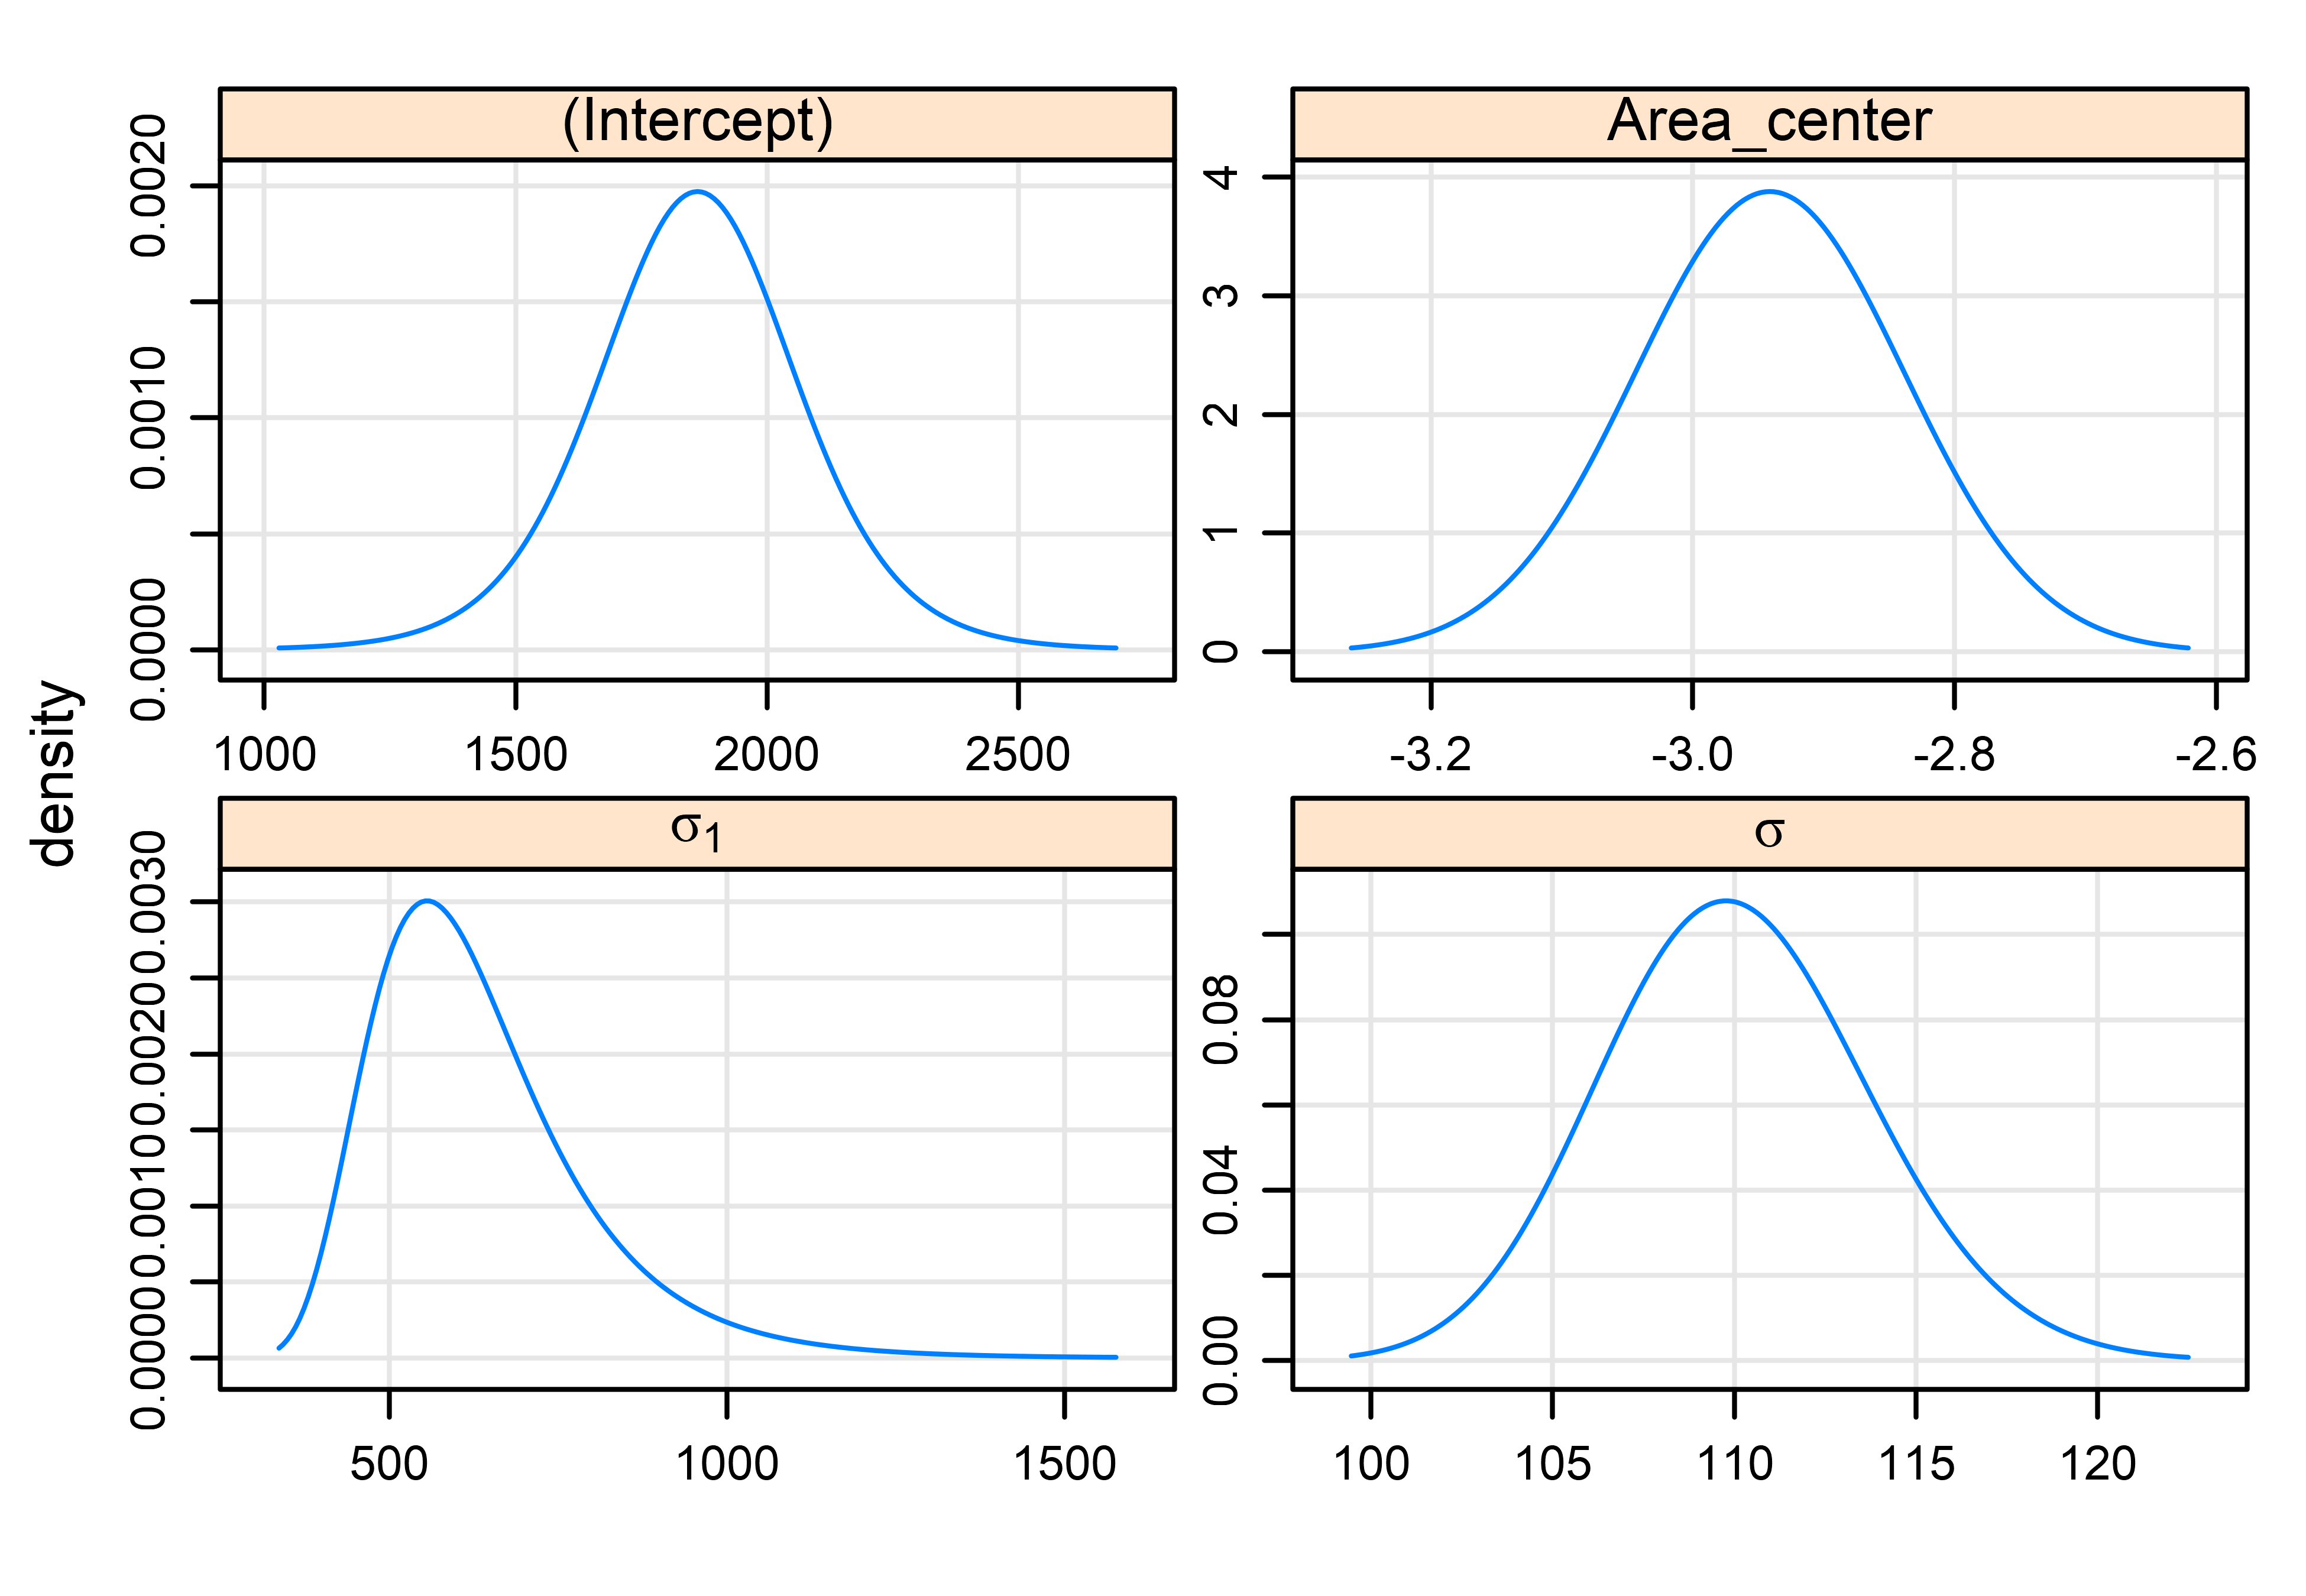 density
(Intercept)
0.0000 0.0010 0.0020
1000 1500 2000 2500
Area_center
0 1 2 3 4
-3.2 -3.0 -2.8 -2.6
σ1
0.0000 0.0010 0.0020 0.0030
500 1000 1500
σ
0.00 0.04 0.08
100 105 110 115 120